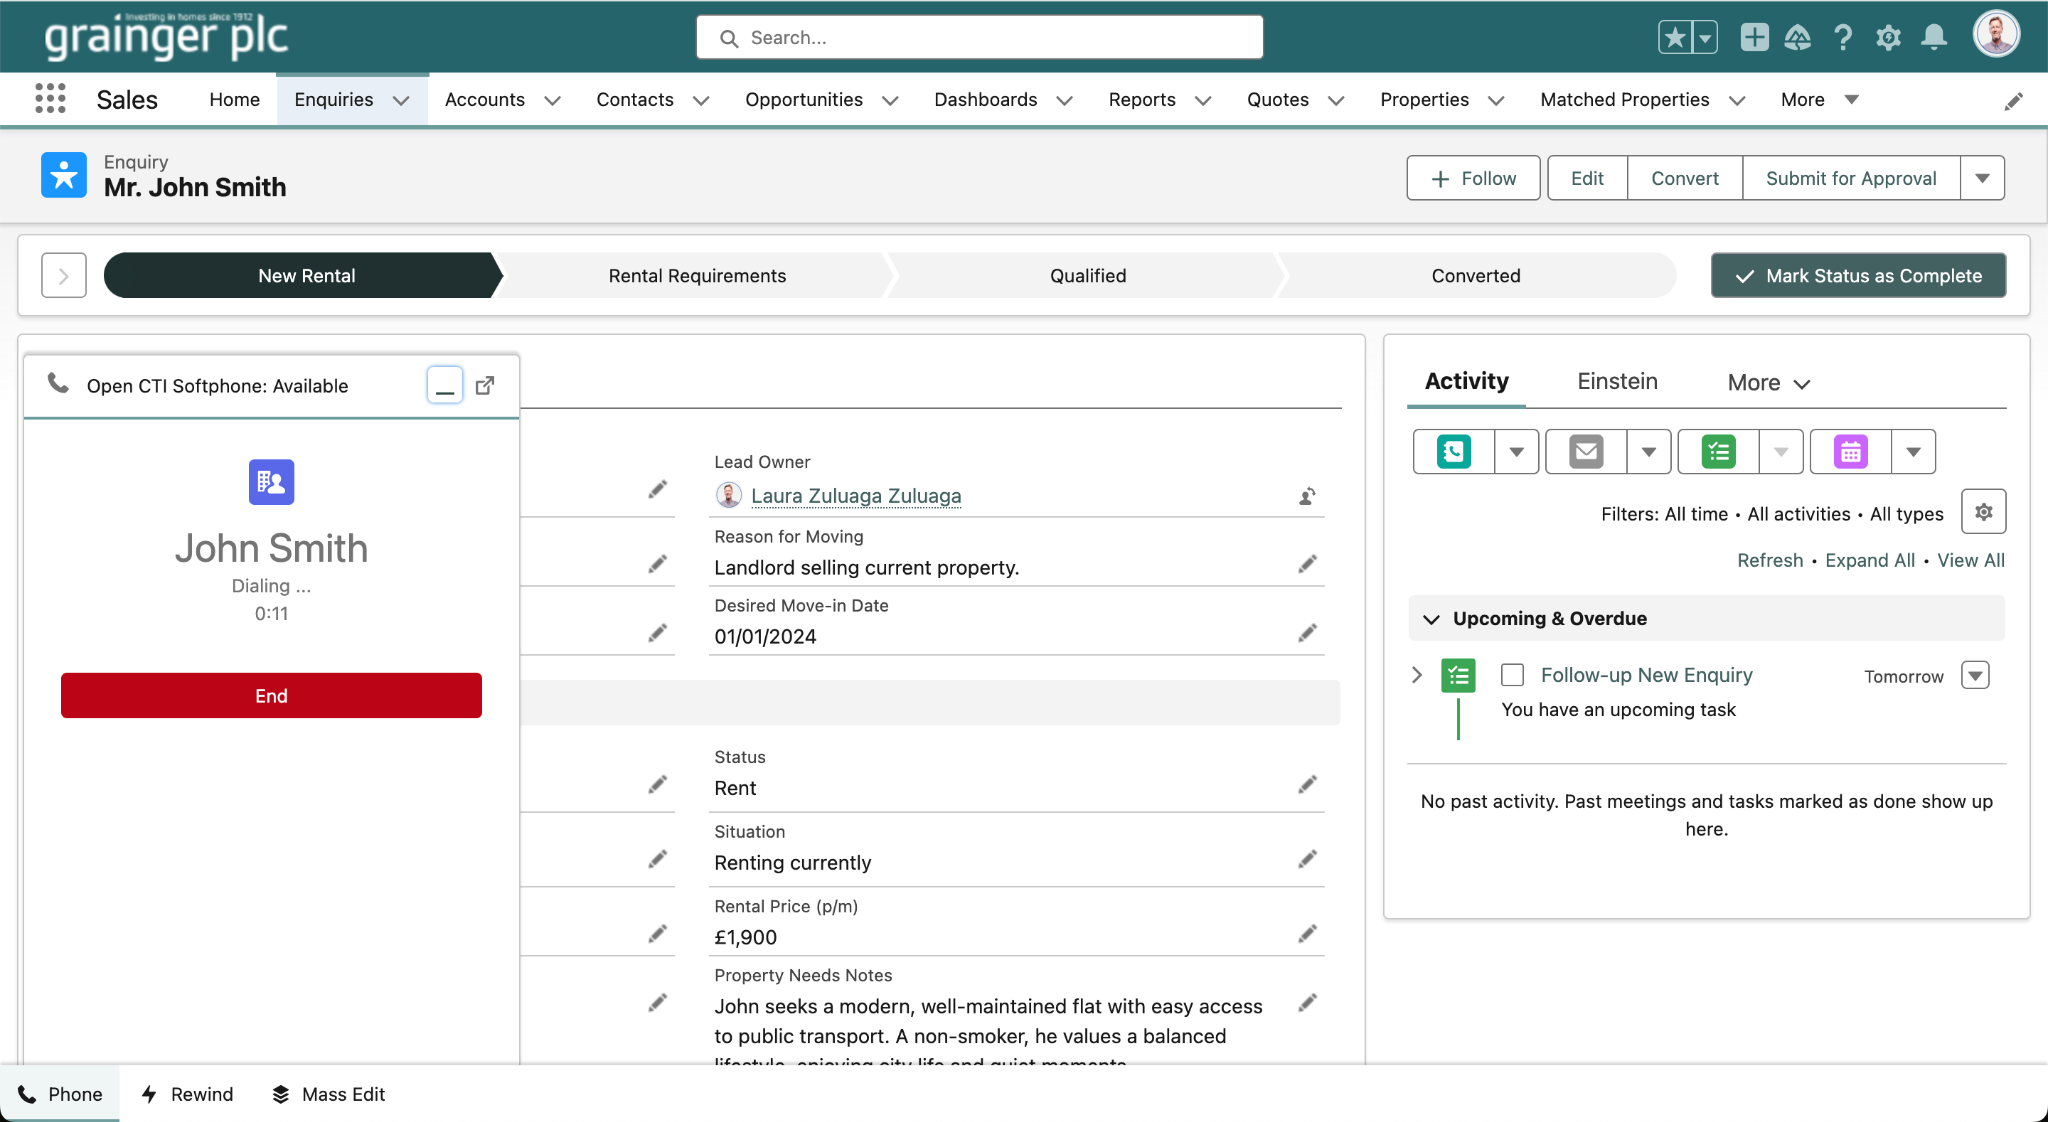 Investing in homes since 1912
grainger plc
Search...
Sales
Home
Enquiries
Accounts
Contacts
Opportunities
Dashboards
Reports
Quotes
Properties
Matched Properties
More
Enquiry
Mr. John Smith
Follow
Edit
Convert
Submit for Approval
New Rental
Rental Requirements
Qualified
Converted
Mark Status as Complete
Open CTI Softphone: Available
John Smith
Dialing ...
0:11
End
Lead Owner
Laura Zuluaga Zuluaga
Reason for Moving
Landlord selling current property.
Desired Move-in Date
01/01/2024
Status
Rent
Situation
Renting currently
Rental Price (p/m)
£1,900
Property Needs Notes
John seeks a modern, well-maintained flat with easy access
to public transport. A non-smoker, he values a balanced
lifestyle, enjoying city life and quiet moments.
Activity
Einstein
More
Filters: All time • All activities • All types
Refresh • Expand All • View All
Upcoming & Overdue
Follow-up New Enquiry
Tomorrow
You have an upcoming task
No past activity. Past meetings and tasks marked as done show up
here.
Phone
Rewind
Mass Edit